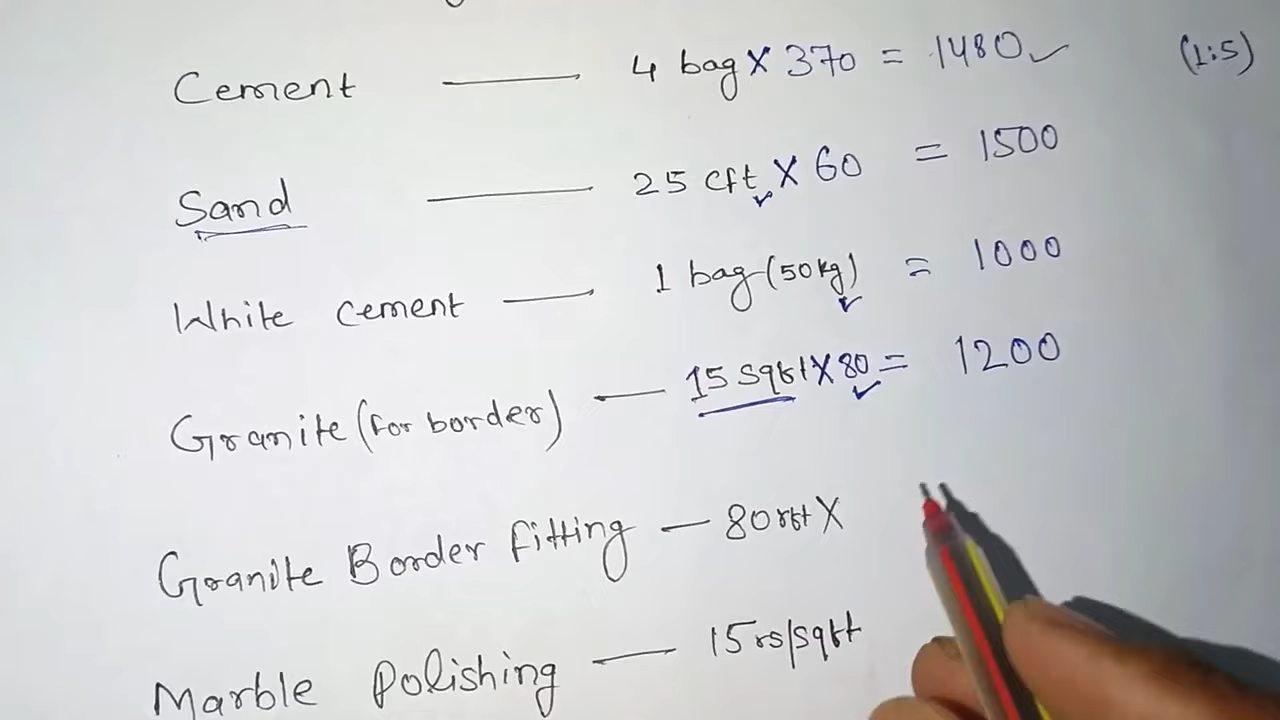 Cement — 4 bag X 370 = 1480 ✓ (1:5)
Sand — 25 cft X 60 = 1500
White cement — 1 bag (50kg) = 1000
Granite (for border) — 15 sqft X 80 = 1200
Granite Border fitting — 80 rft X
Marble Polishing — 15 rs/sqft